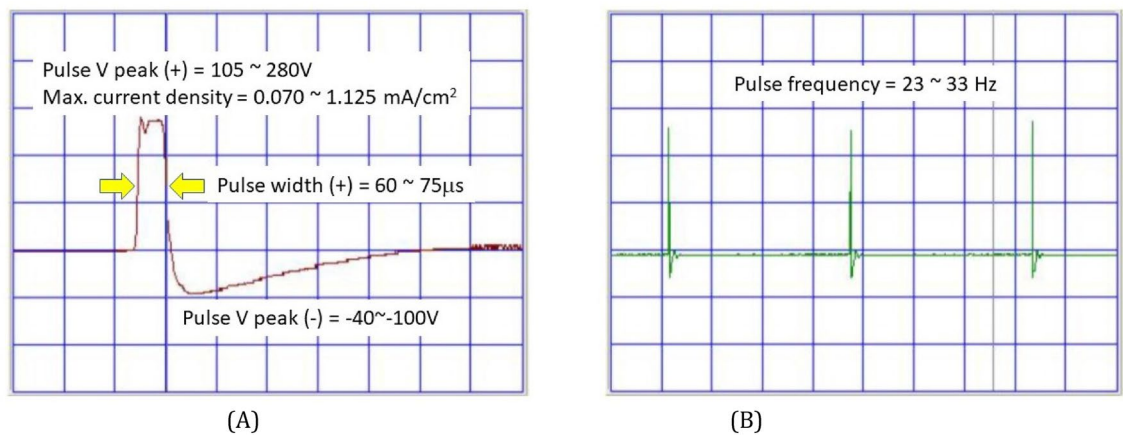 Pulse V peak (+) = 105 ~ 280V
Max. current density = 0.070 ~ 1.125 mA/cm²
Pulse width (+) = 60 ~ 75µs
Pulse V peak (-) = -40~-100V
(A)
Pulse frequency = 23 ~ 33 Hz
(B)